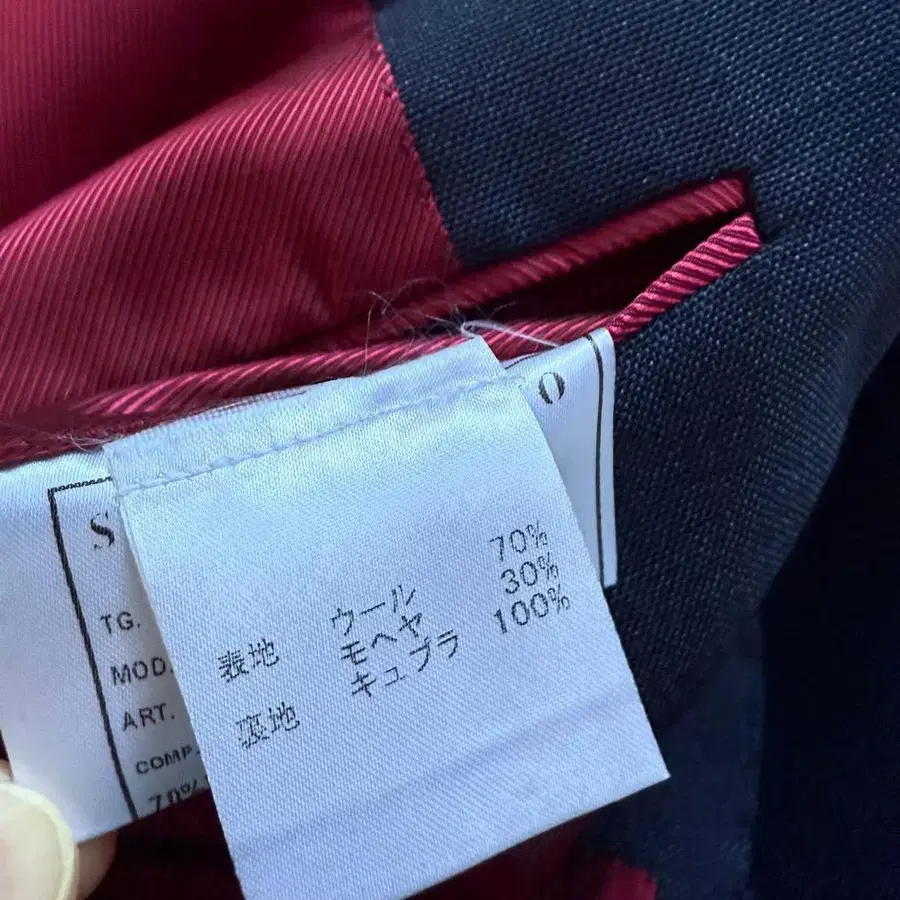 S
O
TG.
MOD.
ART.
COMP.
70%
表地 ウール 70%
モヘヤ 30%
裏地 キュプラ 100%